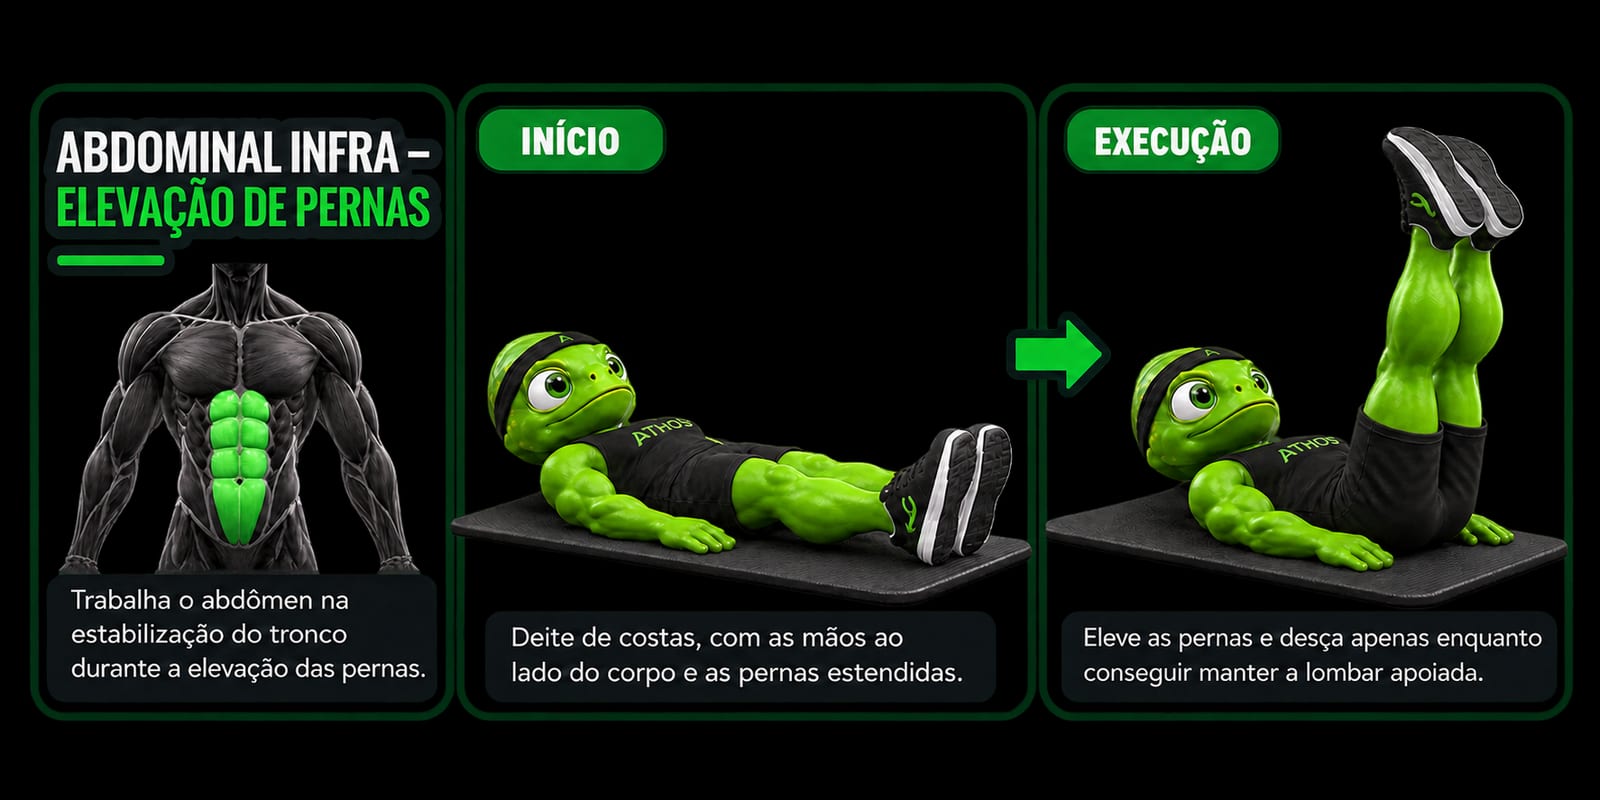 ABDOMINAL INFRA –
ELEVAÇÃO DE PERNAS
Trabalha o abdômen na
estabilização do tronco
durante a elevação das pernas.
INÍCIO
A
ATHOS
Deite de costas, com as mãos ao
lado do corpo e as pernas estendidas.
EXECUÇÃO
A
ATHOS
Eleve as pernas e desça apenas enquanto
conseguir manter a lombar apoiada.